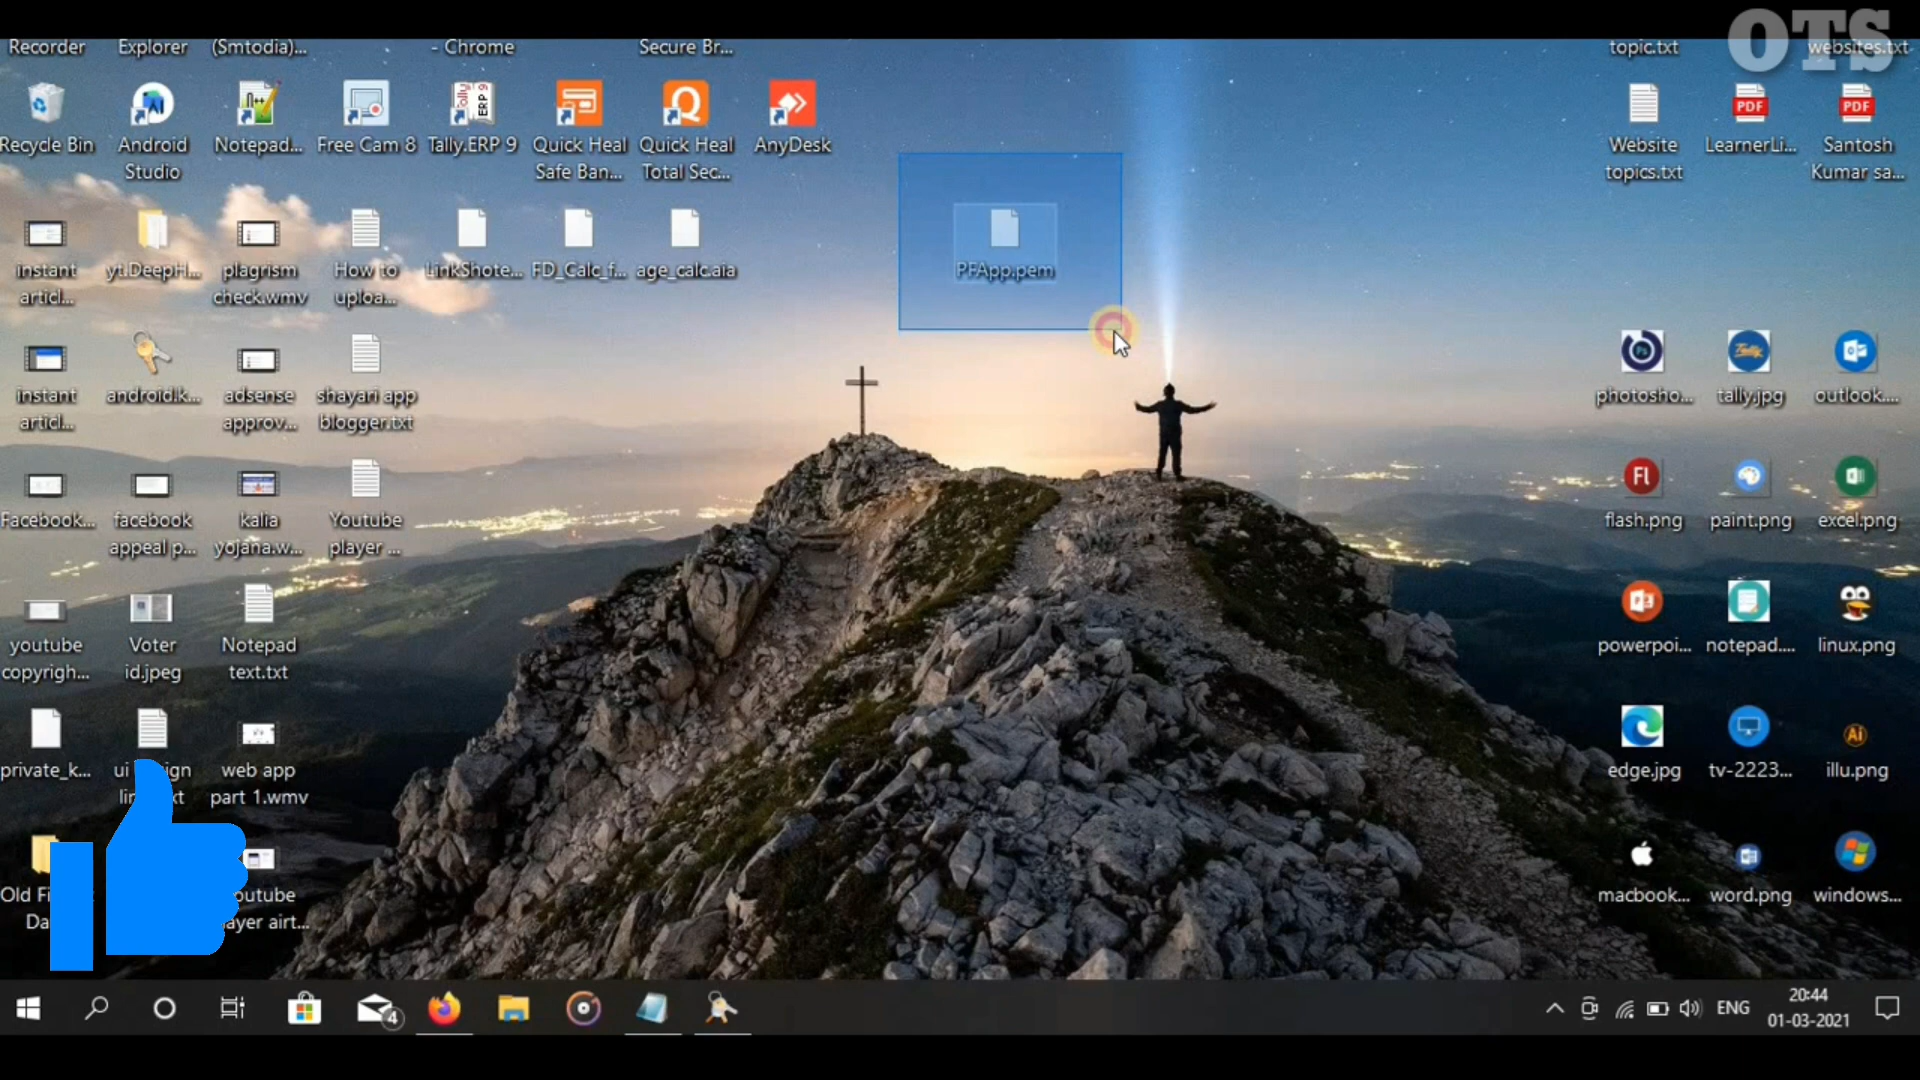 Recorder
Explorer
(Smtodia)...
- Chrome
Secure Br...
topic.txt
websites.txt
OTS
Recycle Bin
Android
Studio
Notepad...
Free Cam 8
Tally.ERP 9
Quick Heal
Safe Ban...
Quick Heal
Total Sec...
AnyDesk
Website
topics.txt
PDF
LearnerLi...
PDF
Santosh
Kumar sa...
instant
articl...
yt.DeepH...
plagrism
check.wmv
How to
uploa...
LinkShote...
FD_Calc_f...
age_calc.aia
PFApp.pem
instant
articl...
android.k...
adsense
approv...
shayari app
blogger.txt
photosho...
tally.jpg
outlook....
Facebook...
facebook
appeal p...
kalia
yojana.w...
Youtube
player ...
flash.png
paint.png
excel.png
youtube
copyrigh...
Voter
id.jpeg
Notepad
text.txt
powerpoi...
notepad....
linux.png
private_k...
web app
part 1.wmv
edge.jpg
tv-2223...
illu.png
macbook...
word.png
windows...
4
ENG
20:44
01-03-2021